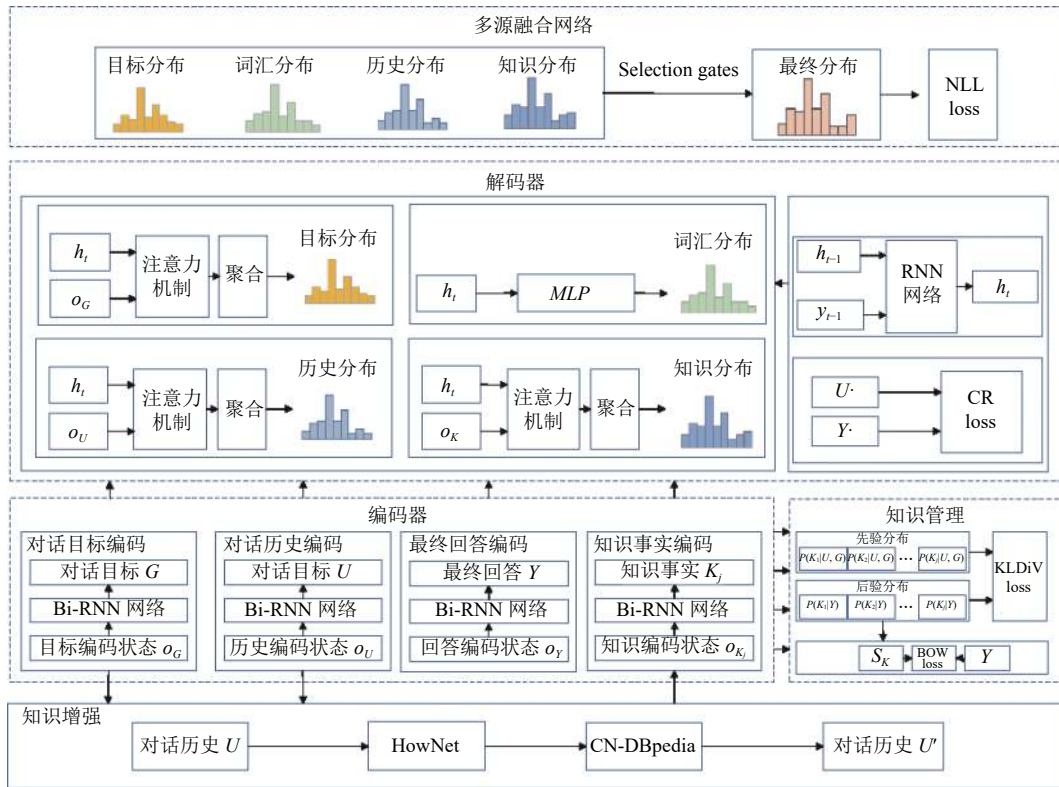 多源融合网络
目标分布
词汇分布
历史分布
知识分布
Selection gates
最终分布
NLL
loss
解码器
h_t
o_G
注意力
机制
聚合
目标分布
h_t
MLP
词汇分布
h_{t-1}
y_{t-1}
RNN
网络
h_t
h_t
o_U
注意力
机制
聚合
历史分布
h_t
o_K
注意力
机制
聚合
知识分布
U·
Y·
CR
loss
编码器
对话目标编码
对话目标 G
Bi-RNN 网络
目标编码状态 o_G
对话历史编码
对话目标 U
Bi-RNN 网络
历史编码状态 o_U
最终回答编码
最终回答 Y
Bi-RNN 网络
回答编码状态 o_Y
知识事实编码
知识事实 K_j
Bi-RNN 网络
知识编码状态 o_{K_j}
知识管理
先验分布
P(K_1|U, G)
P(K_2|U, G)
…
P(K_j|U, G)
后验分布
P(K_1|Y)
P(K_2|Y)
…
P(K_j|Y)
KLDiV
loss
S_K
BOW
loss
Y
知识增强
对话历史 U
HowNet
CN-DBpedia
对话历史 U'